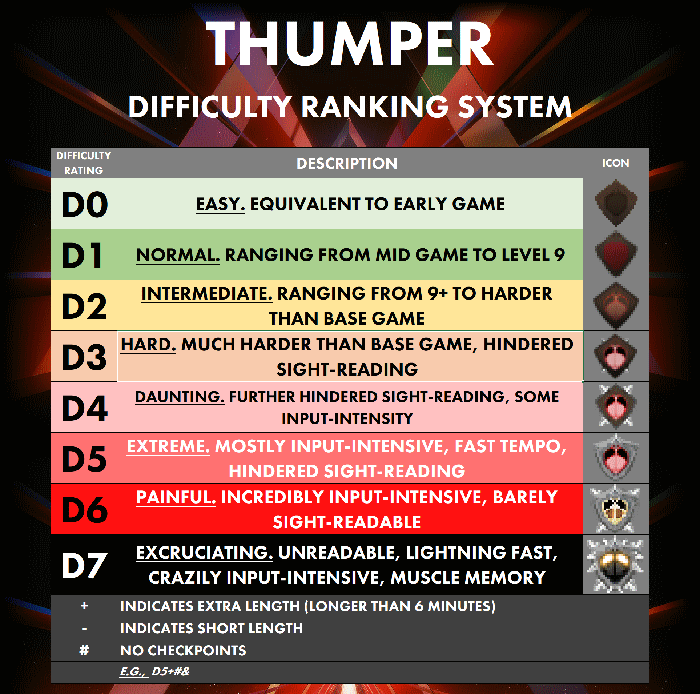 THUMPER
DIFFICULTY RANKING SYSTEM
DIFFICULTY
RATING
DESCRIPTION
ICON
D0
EASY. EQUIVALENT TO EARLY GAME
D1
NORMAL. RANGING FROM MID GAME TO LEVEL 9
D2
INTERMEDIATE. RANGING FROM 9+ TO HARDER
THAN BASE GAME
D3
HARD. MUCH HARDER THAN BASE GAME, HINDERED
SIGHT-READING
D4
DAUNTING. FURTHER HINDERED SIGHT-READING, SOME
INPUT-INTENSITY
D5
EXTREME. MOSTLY INPUT-INTENSIVE, FAST TEMPO,
HINDERED SIGHT-READING
D6
PAINFUL. INCREDIBLY INPUT-INTENSIVE, BARELY
SIGHT-READABLE
D7
EXCRUCIATING. UNREADABLE, LIGHTNING FAST,
CRAZILY INPUT-INTENSIVE, MUSCLE MEMORY
+ INDICATES EXTRA LENGTH (LONGER THAN 6 MINUTES)
- INDICATES SHORT LENGTH
# NO CHECKPOINTS
E.G., D5+#&